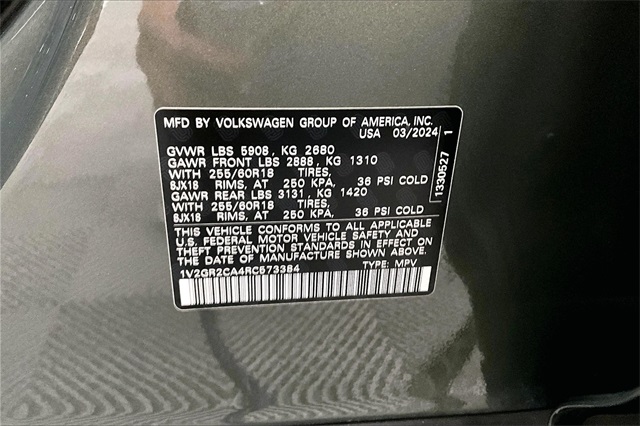 MFD BY VOLKSWAGEN GROUP OF AMERICA, INC.
USA 03/2024
GVWR LBS 5908, KG 2680
GAWR FRONT LBS 2888, KG 1310
WITH 255/60R18 TIRES,
8JX18 RIMS, AT 250 KPA, 36 PSI COLD
GAWR REAR LBS 3131, KG 1420
WITH 255/60R18 TIRES,
8JX18 RIMS, AT 250 KPA, 36 PSI COLD
THIS VEHICLE CONFORMS TO ALL APPLICABLE
U.S. FEDERAL MOTOR VEHICLE SAFETY AND
THEFT PREVENTION STANDARDS IN EFFECT ON
THE DATE OF MANUFACTURE SHOWN ABOVE.
1V2GR2CA4RC573384 TYPE: MPV
1330527 1